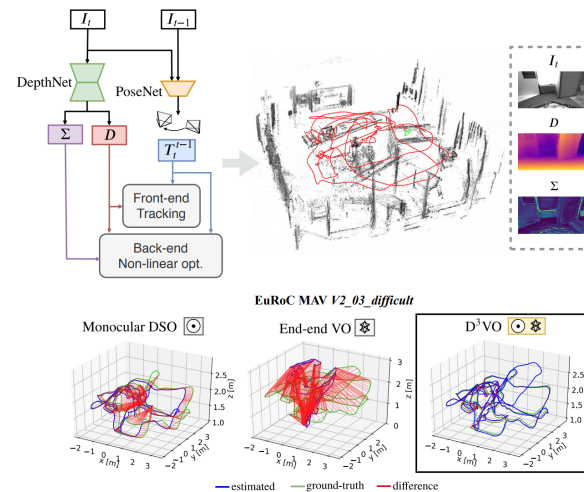 I_t I_{t-1}
DepthNet
PoseNet
Σ D
T_t^{t-1}
Front-end
Tracking
Back-end
Non-linear opt.
I_t
D
Σ
EuRoC MAV V2_03_difficult
Monocular DSO
End-end VO
D³VO
2.5
2.0
1.5
1.0
z [m]
-2 -1 0 1 2 3
x [m]
-2 -1 0 1 2 3
y [m]
3
2
1
0
z [m]
-2 -1 0 1 2 3
x [m]
-2 -1 0 1 2 3
y [m]
2.5
2.0
1.5
1.0
z [m]
-2 -1 0 1 2 3
x [m]
-2 -1 0 1 2 3
y [m]
estimated ground-truth difference